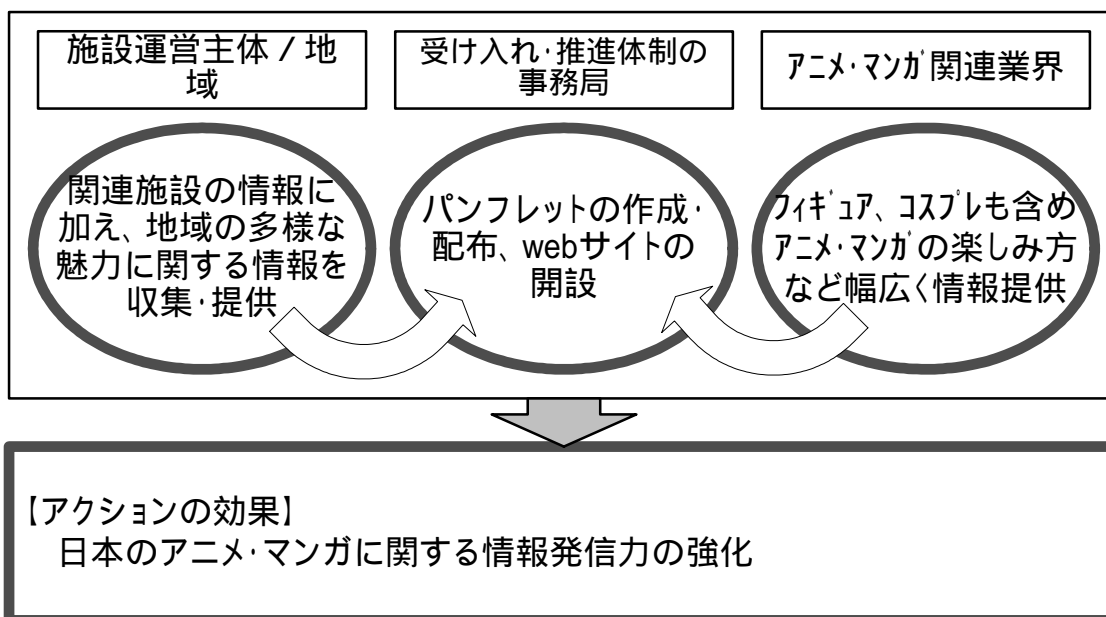 施設運営主体 / 地
域
受け入れ・推進体制の
事務局
ｱﾆﾒ・ﾏﾝｶﾞ関連業界
関連施設の情報に
加え、地域の多様な
魅力に関する情報を
収集・提供
パンフレットの作成・
配布、webサイトの
開設
ﾌｨｷﾞｭｱ、ｺｽﾌﾟﾚも含め
ｱﾆﾒ・ﾏﾝｶﾞの楽しみ方
など幅広く情報提供
【アクションの効果】
日本のアニメ・マンガに関する情報発信力の強化